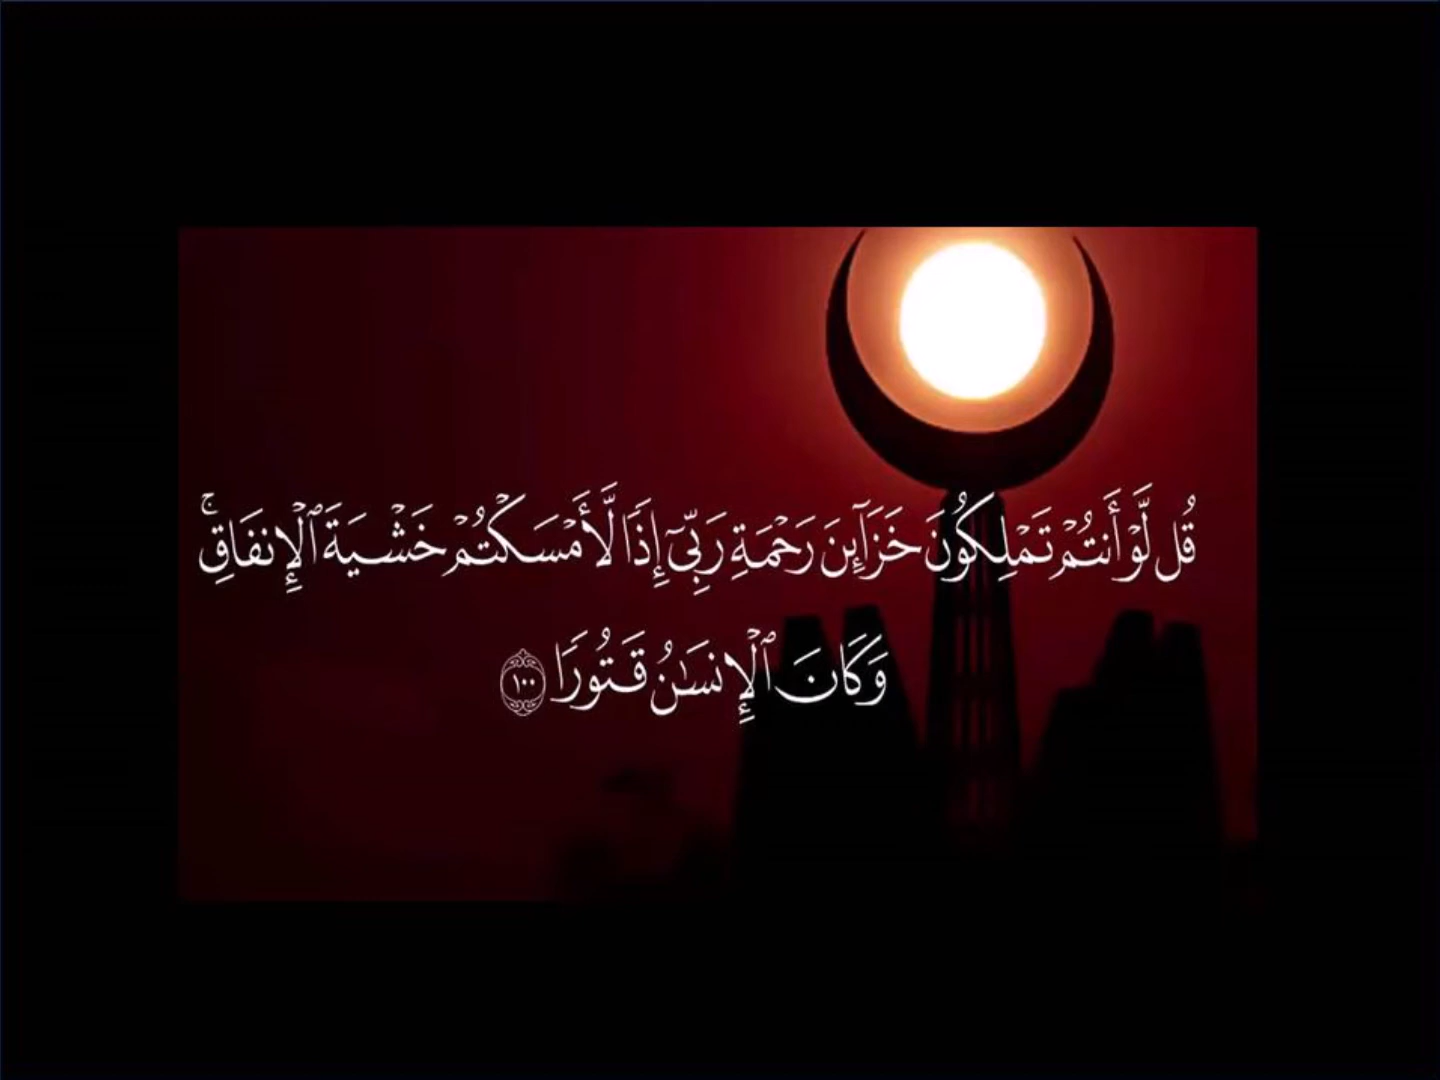 قُل لَّوْ أَنتُمْ تَمْلِكُونَ خَزَآئِنَ رَحْمَةِ رَبِّىٓ إِذًا لَّأَمْسَكْتُمْ خَشْيَةَ ٱلْإِنفَاقِ ۚ
وَكَانَ ٱلْإِنسَـٰنُ قَتُورًا ١٠٠